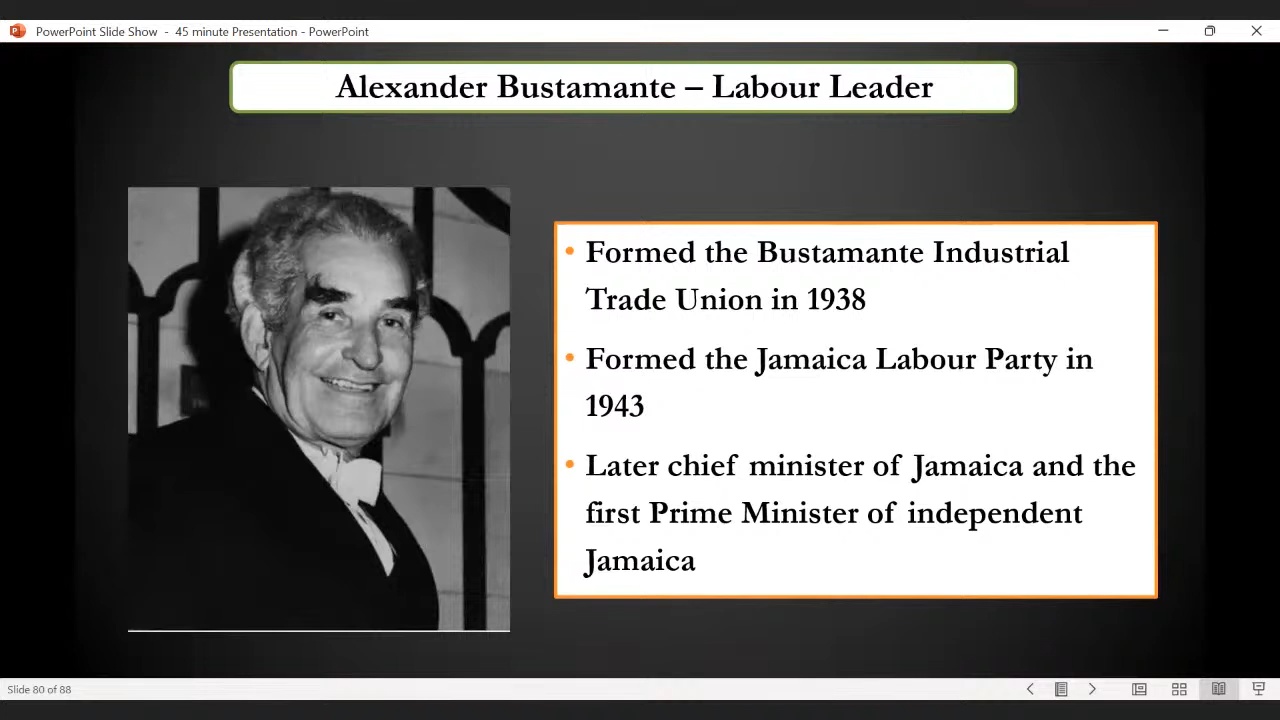 PowerPoint Slide Show - 45 minute Presentation - PowerPoint
Alexander Bustamante – Labour Leader
• Formed the Bustamante Industrial
Trade Union in 1938
• Formed the Jamaica Labour Party in
1943
• Later chief minister of Jamaica and the
first Prime Minister of independent
Jamaica
Slide 80 of 88